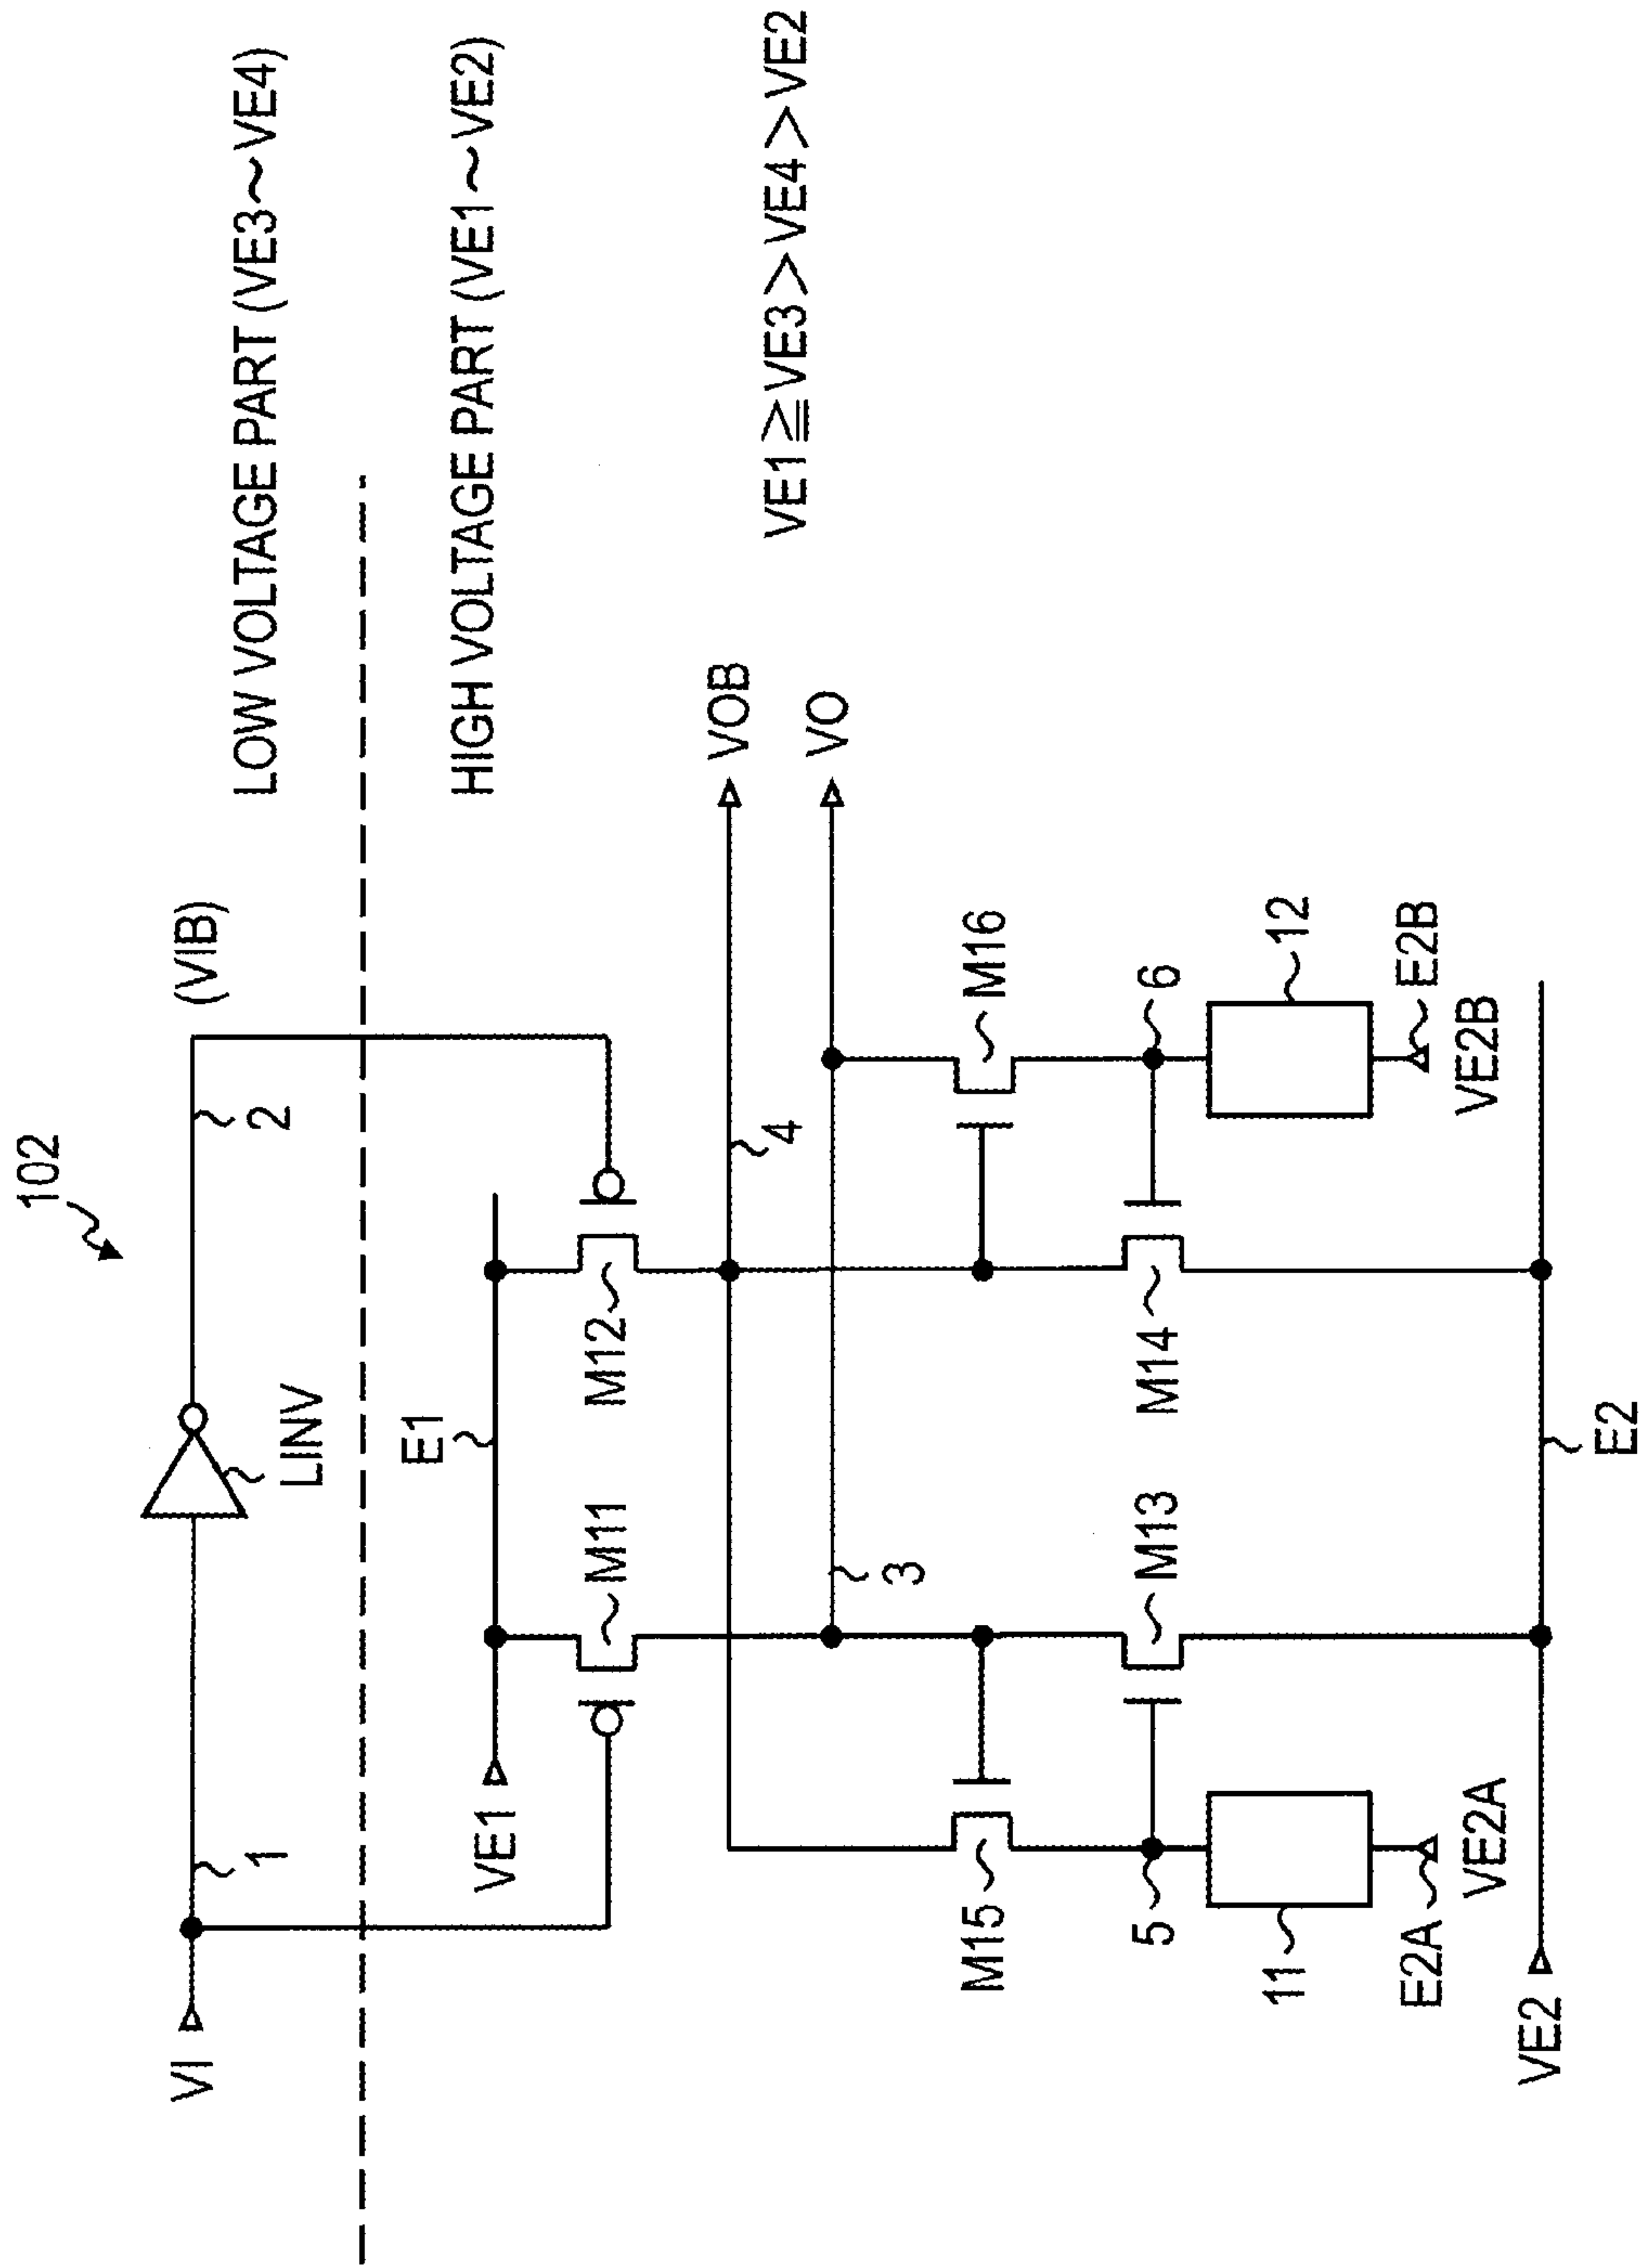 102
(VIB)
LOW VOLTAGE PART (VE3~VE4)
VI
1
LINV
2
HIGH VOLTAGE PART (VE1~VE2)
E1
VE1
M11
M12
VOB
4
VE1≧VE3>VE4>VE2
VO
3
M15
M16
5
M13
M14
6
11
12
E2A
VE2A
E2B
VE2B
VE2
E2